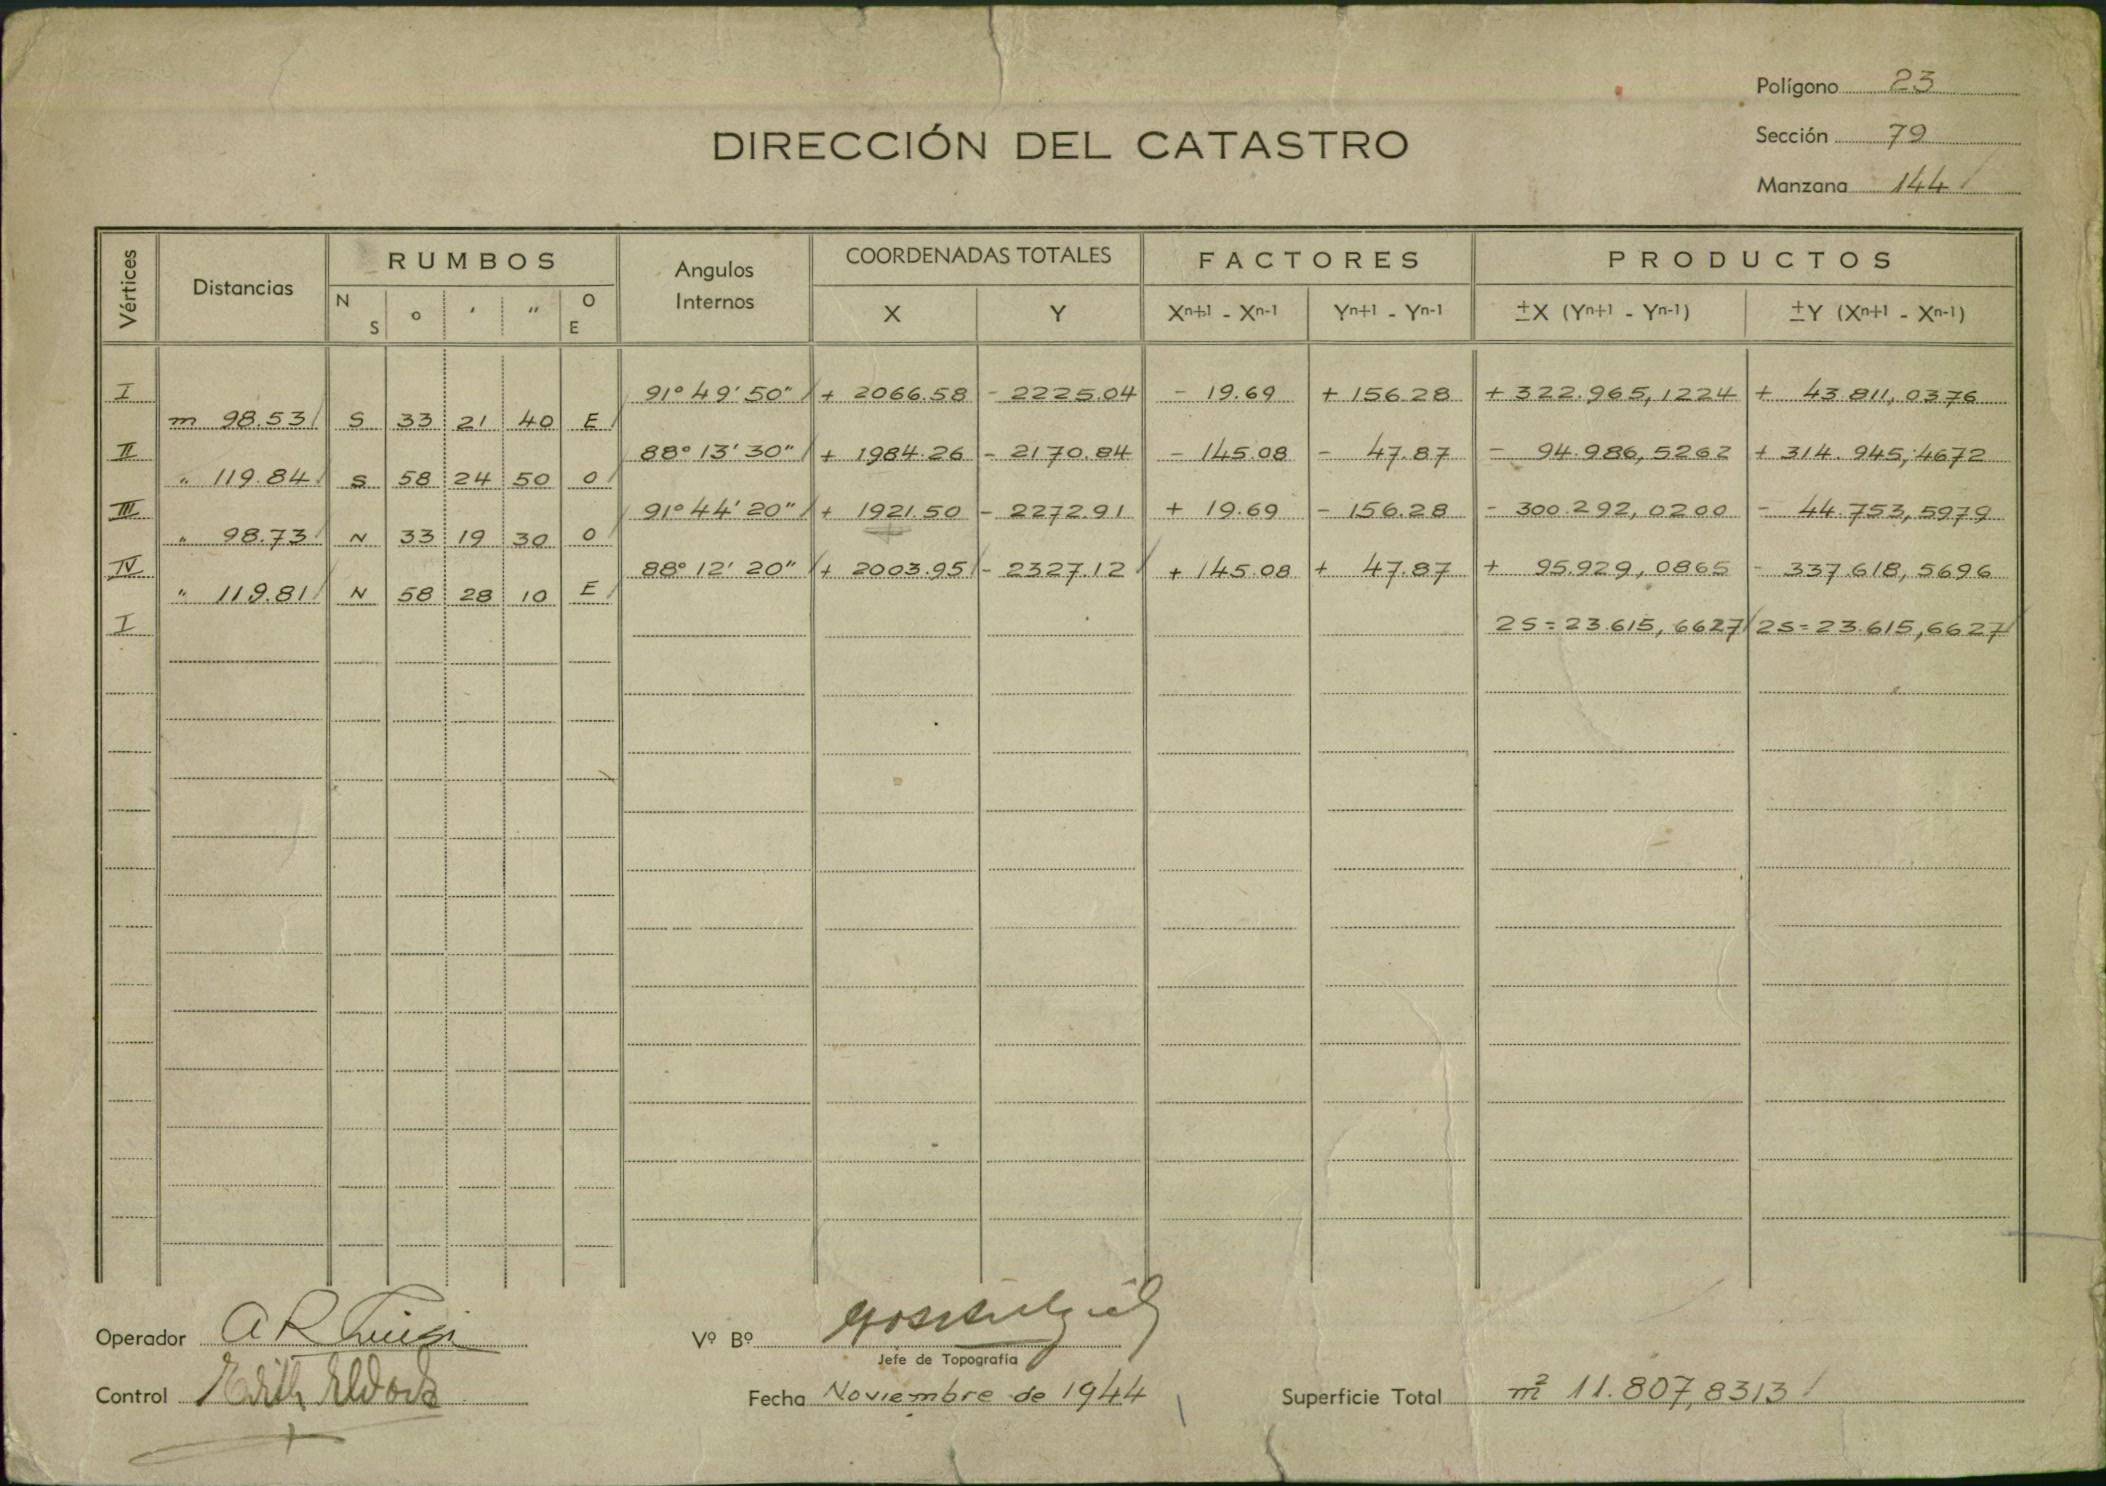 Polígono 23
DIRECCIÓN DEL CATASTRO
Sección 79
Manzana 144
Vértices Distancias RUMBOS Angulos Internos COORDENADAS TOTALES FACTORES PRODUCTOS
N S ° ' " O E X Y Xn+1 - Xn-1 Yn+1 - Yn-1 ±X (Yn+1 - Yn-1) ±Y (Xn+1 - Xn-1)
I 91° 49' 50" + 2066.58 - 2225.04 - 19.69 + 156.28 + 322.965,1224 + 43.811,0376
m 98.53 S 33 21 40 E
II 88° 13' 30" + 1984.26 - 2170.84 - 145.08 - 47.87 - 94.986,5262 + 314.945,4672
" 119.84 S 58 24 50 O
III 91° 44' 20" + 1921.50 - 2272.91 + 19.69 - 156.28 - 300.292,0200 - 44.753,5979
" 98.73 N 33 19 30 O
IV 88° 12' 20" + 2003.95 - 2327.12 + 145.08 + 47.87 + 95.929,0865 - 337.618,5696
" 119.81 N 58 28 10 E
I 2S = 23.615,6627 2S = 23.615,6627
Operador
Vº Bº
Jefe de Topografía
Control
Fecha Noviembre de 1944
Superficie Total m² 11.807,8313